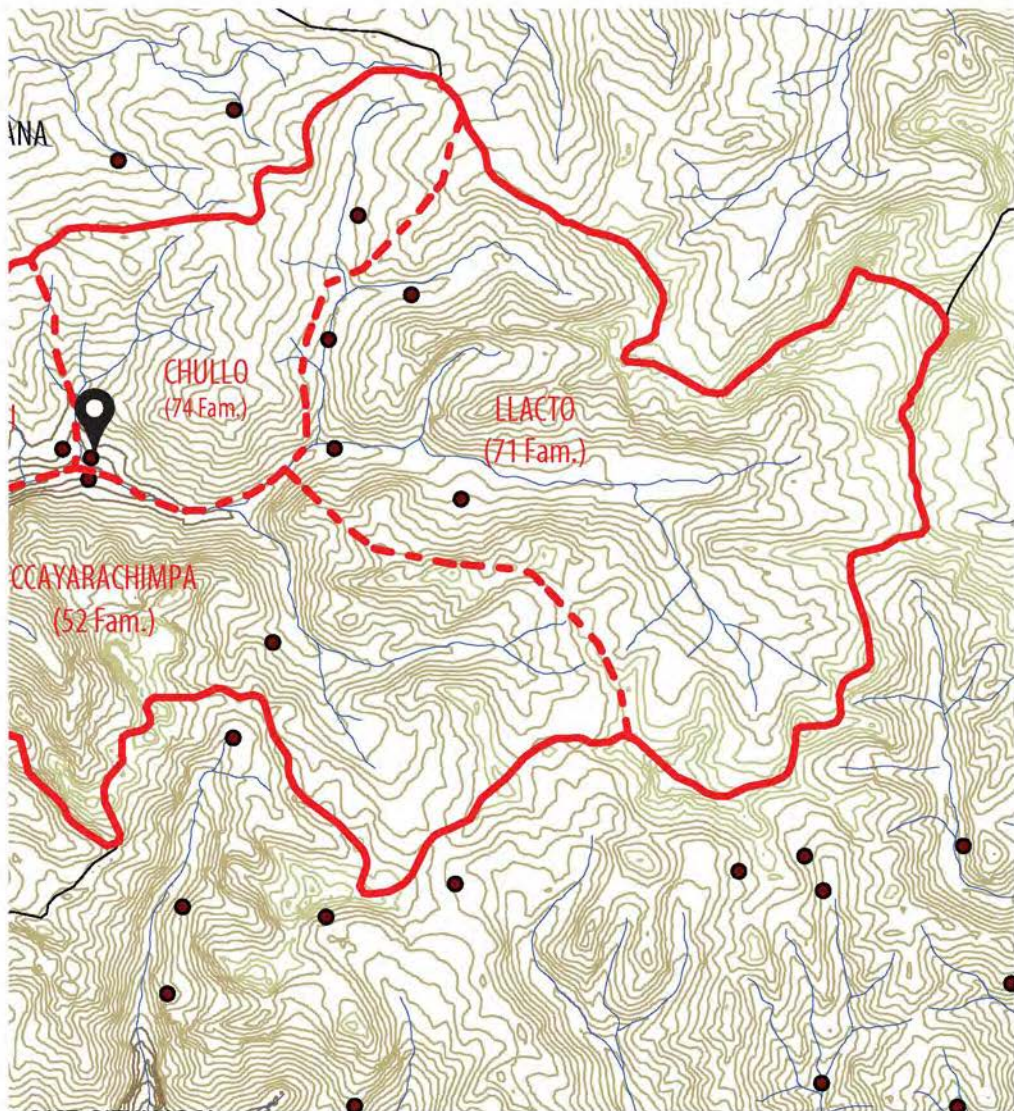 ANA
CHULLO
(74 Fam.)
LLACTO
(71 Fam.)
CCAYARACHIMPA
(52 Fam.)